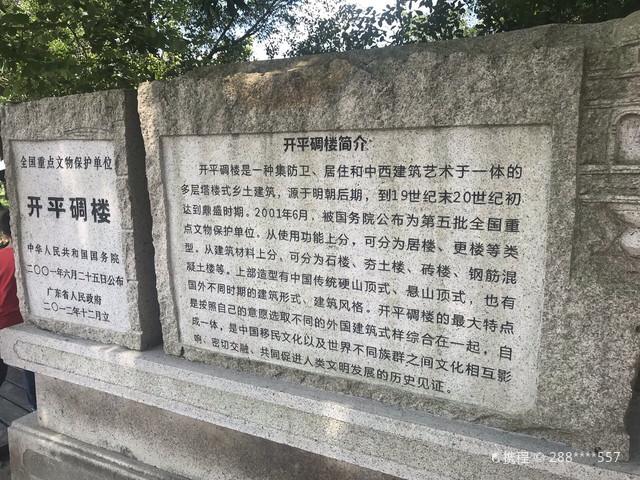 全国重点文物保护单位
开平碉楼
中华人民共和国国务院
二〇〇一年六月二十五日公布
广东省人民政府
二〇一二年十二月立
开平碉楼简介
开平碉楼是一种集防卫、居住和中西建筑艺术于一体的
多层塔楼式乡土建筑，源于明朝后期，到19世纪末20世纪初
达到鼎盛时期。2001年6月，被国务院公布为第五批全国重
点文物保护单位。从使用功能上分，可分为居楼、更楼等类
型。从建筑材料上分，可分为石楼、夯土楼、砖楼、钢筋混
凝土楼等。上部造型有中国传统硬山顶式、悬山顶式，也有
国外不同时期的建筑形式、建筑风格。开平碉楼的最大特点
是按照自己的意愿选取不同的外国建筑式样综合在一起，自
成一体，是中国移民文化以及世界不同族群之间文化相互影
响、密切交融、共同促进人类文明发展的历史见证。
携程 © 288****557